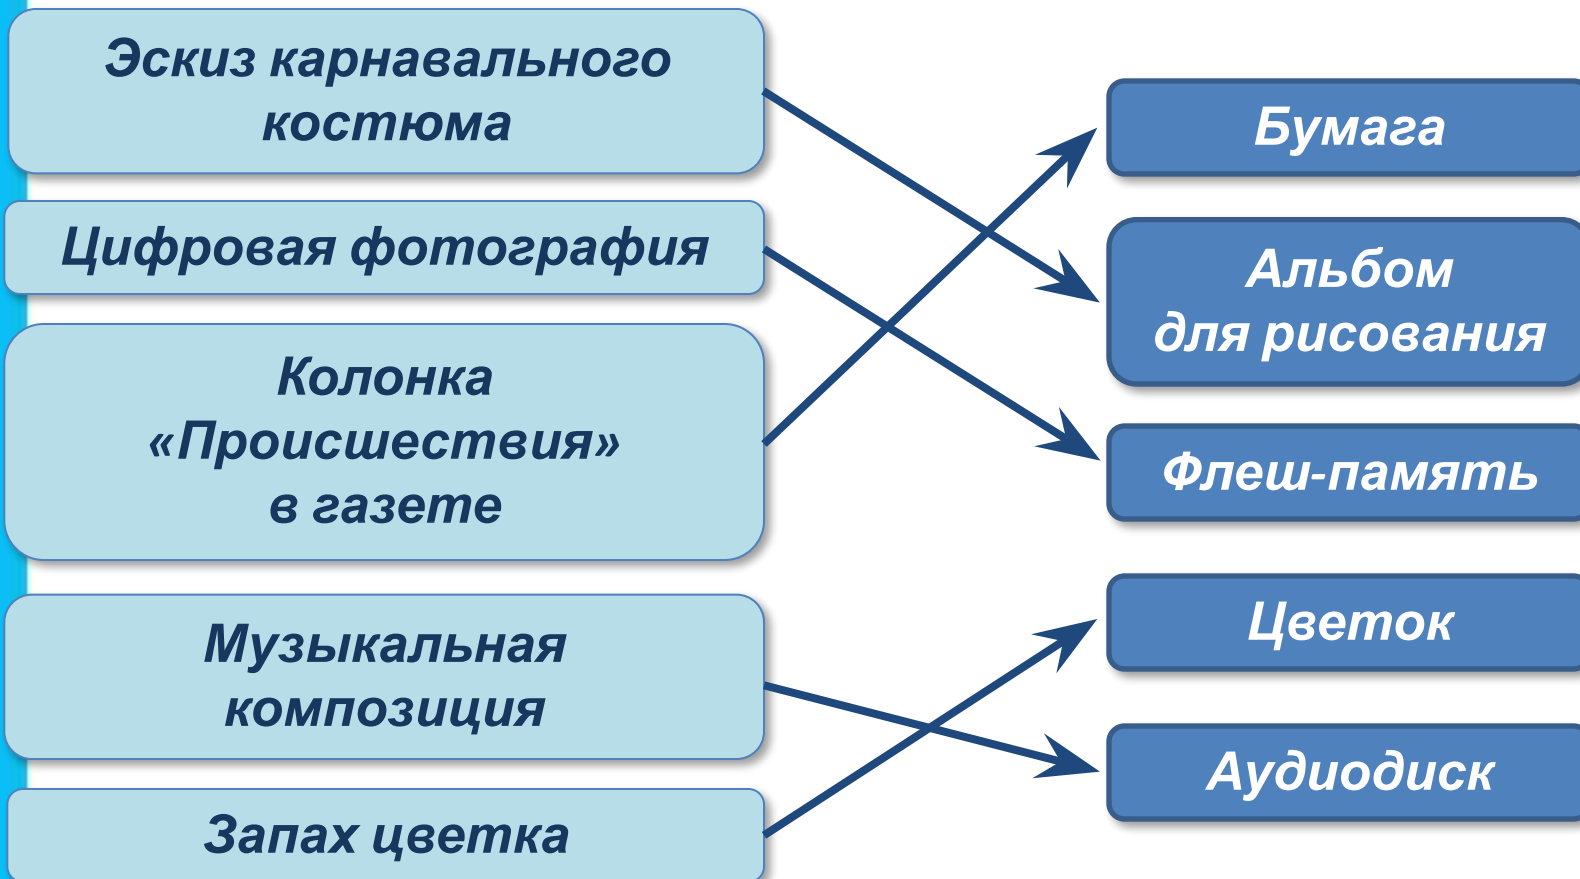 Эскиз карнавального
костюма
Цифровая фотография
Колонка
«Происшествия»
в газете
Музыкальная
композиция
Запах цветка
Бумага
Альбом
для рисования
Флеш-память
Цветок
Аудиодиск